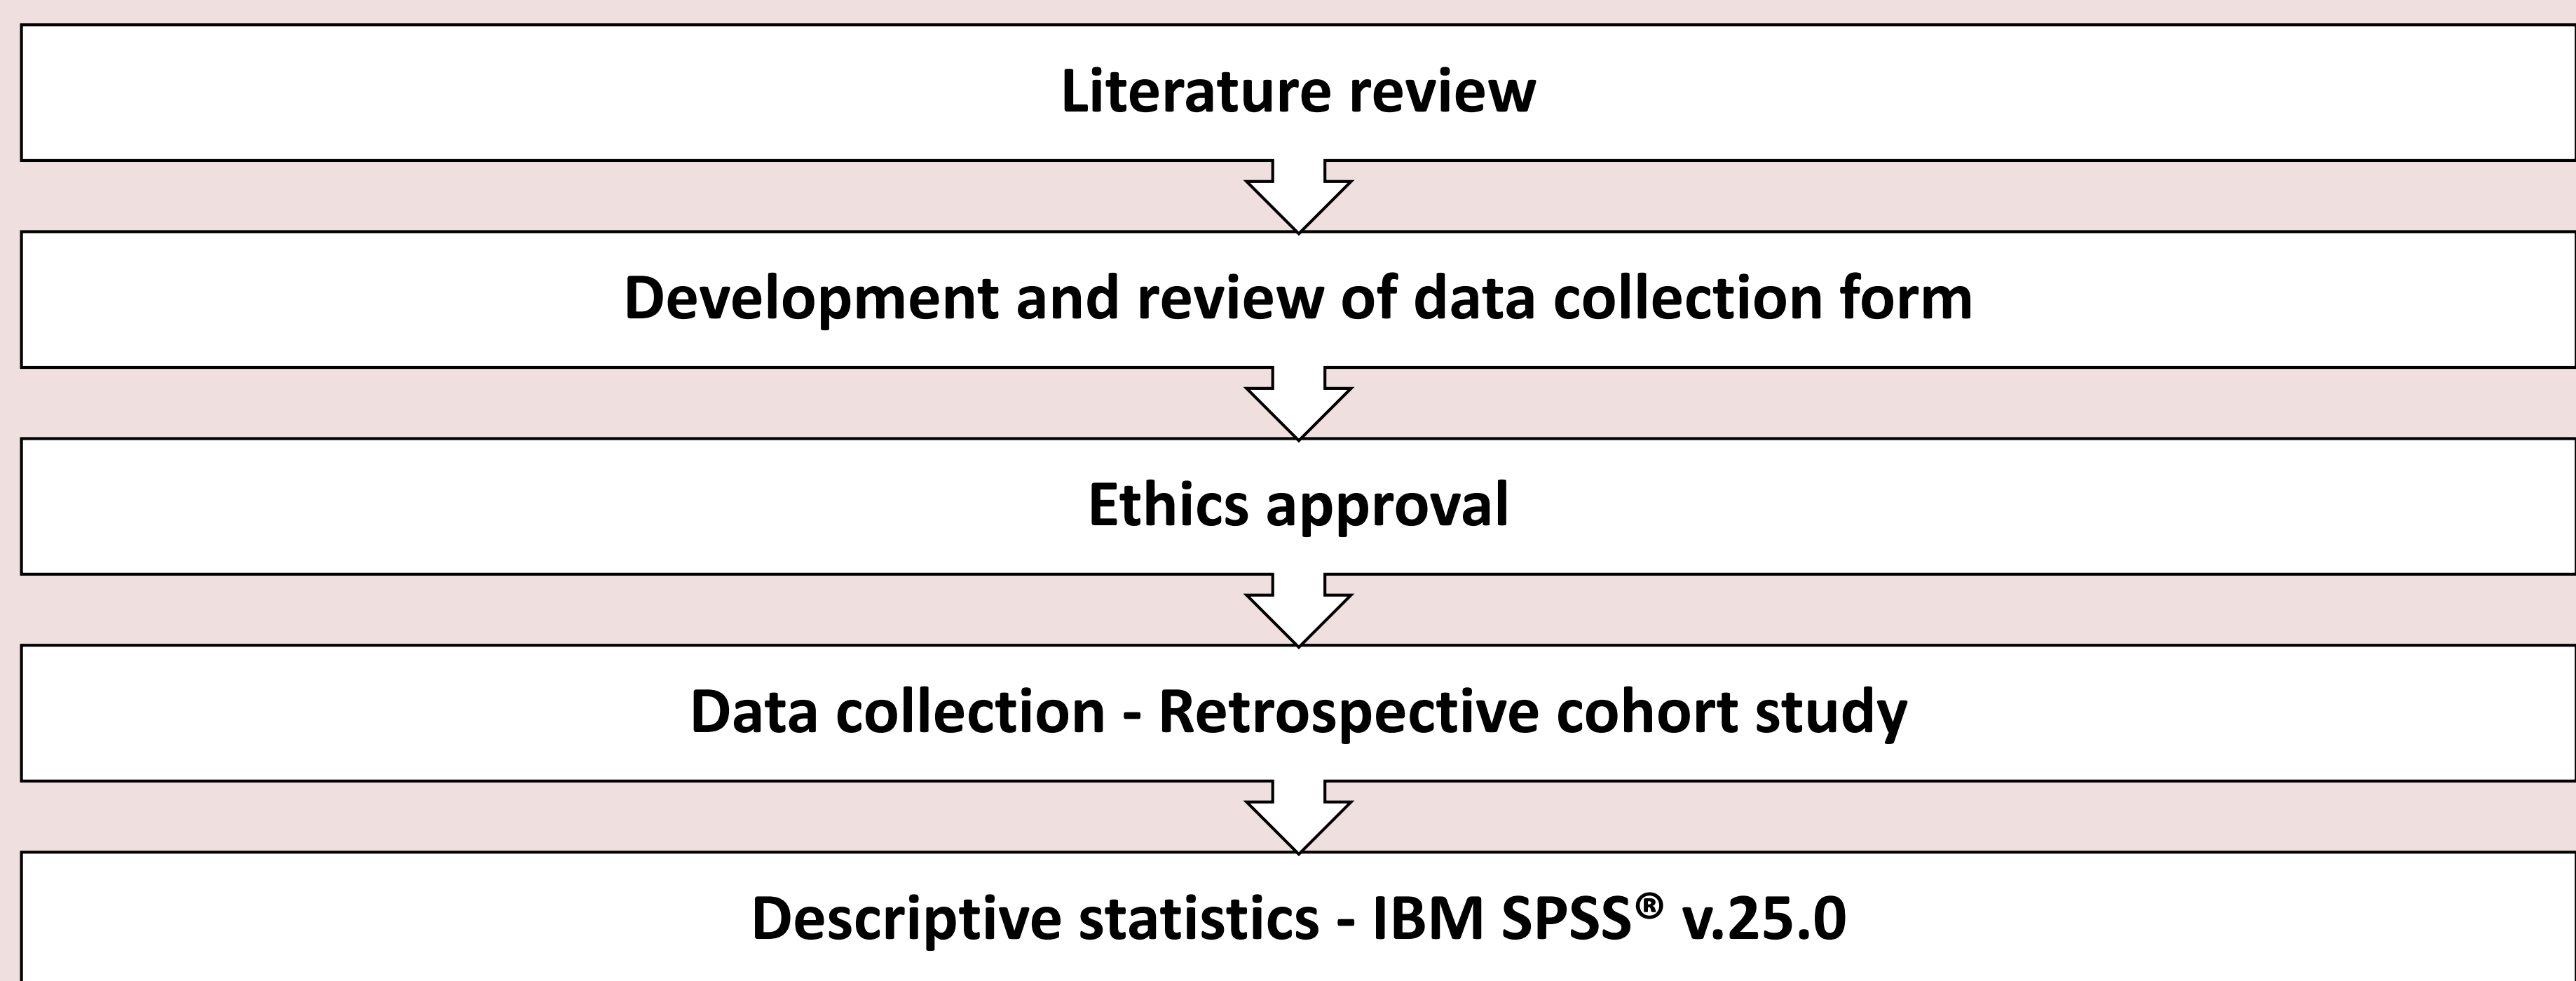 Literature review
Development and review of data collection form
Ethics approval
Data collection - Retrospective cohort study
Descriptive statistics - IBM SPSS® v.25.0